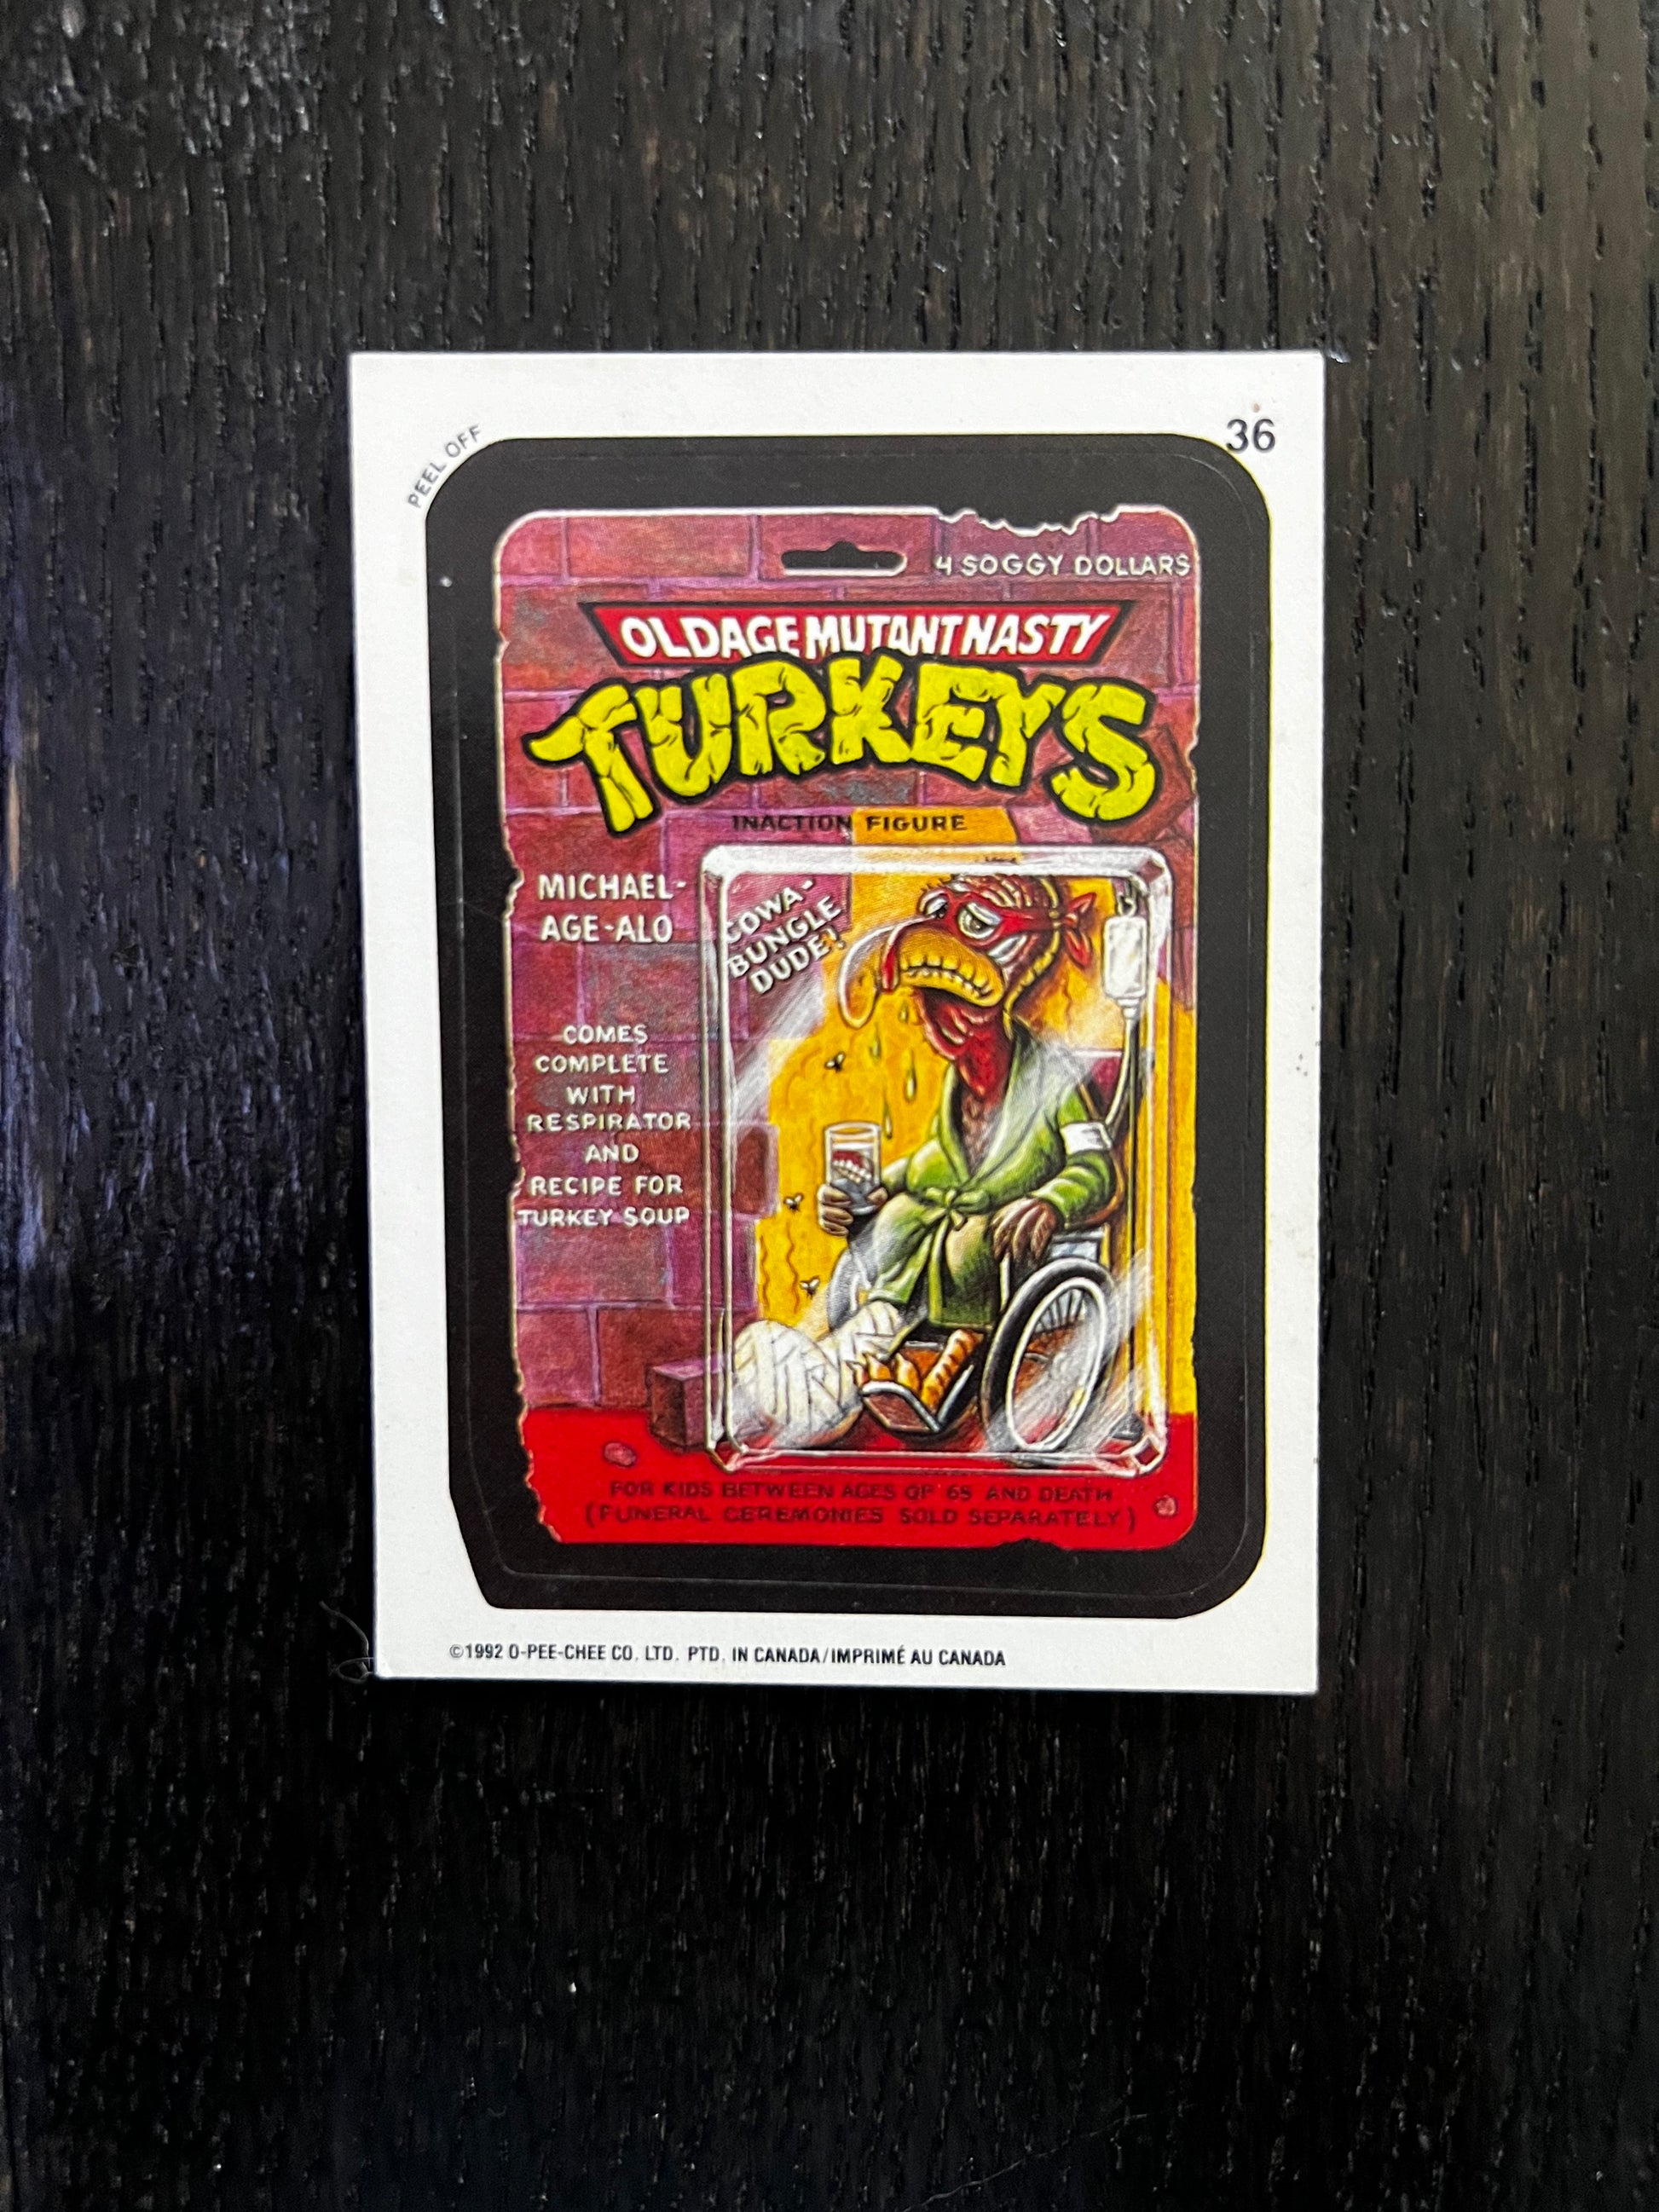 PEEL OFF
36
4 SOGGY DOLLARS
OLD AGE MUTANT NASTY
TURKEYS
INACTION FIGURE
MICHAEL-
AGE-ALO
COWA-
BUNGLE
DUDE!
COMES
COMPLETE
WITH
RESPIRATOR
AND
RECIPE FOR
TURKEY SOUP
FOR KIDS BETWEEN AGES OF 65 AND DEATH
(FUNERAL CEREMONIES SOLD SEPARATELY)
©1992 O-PEE-CHEE CO. LTD. PTD. IN CANADA/IMPRIMÉ AU CANADA